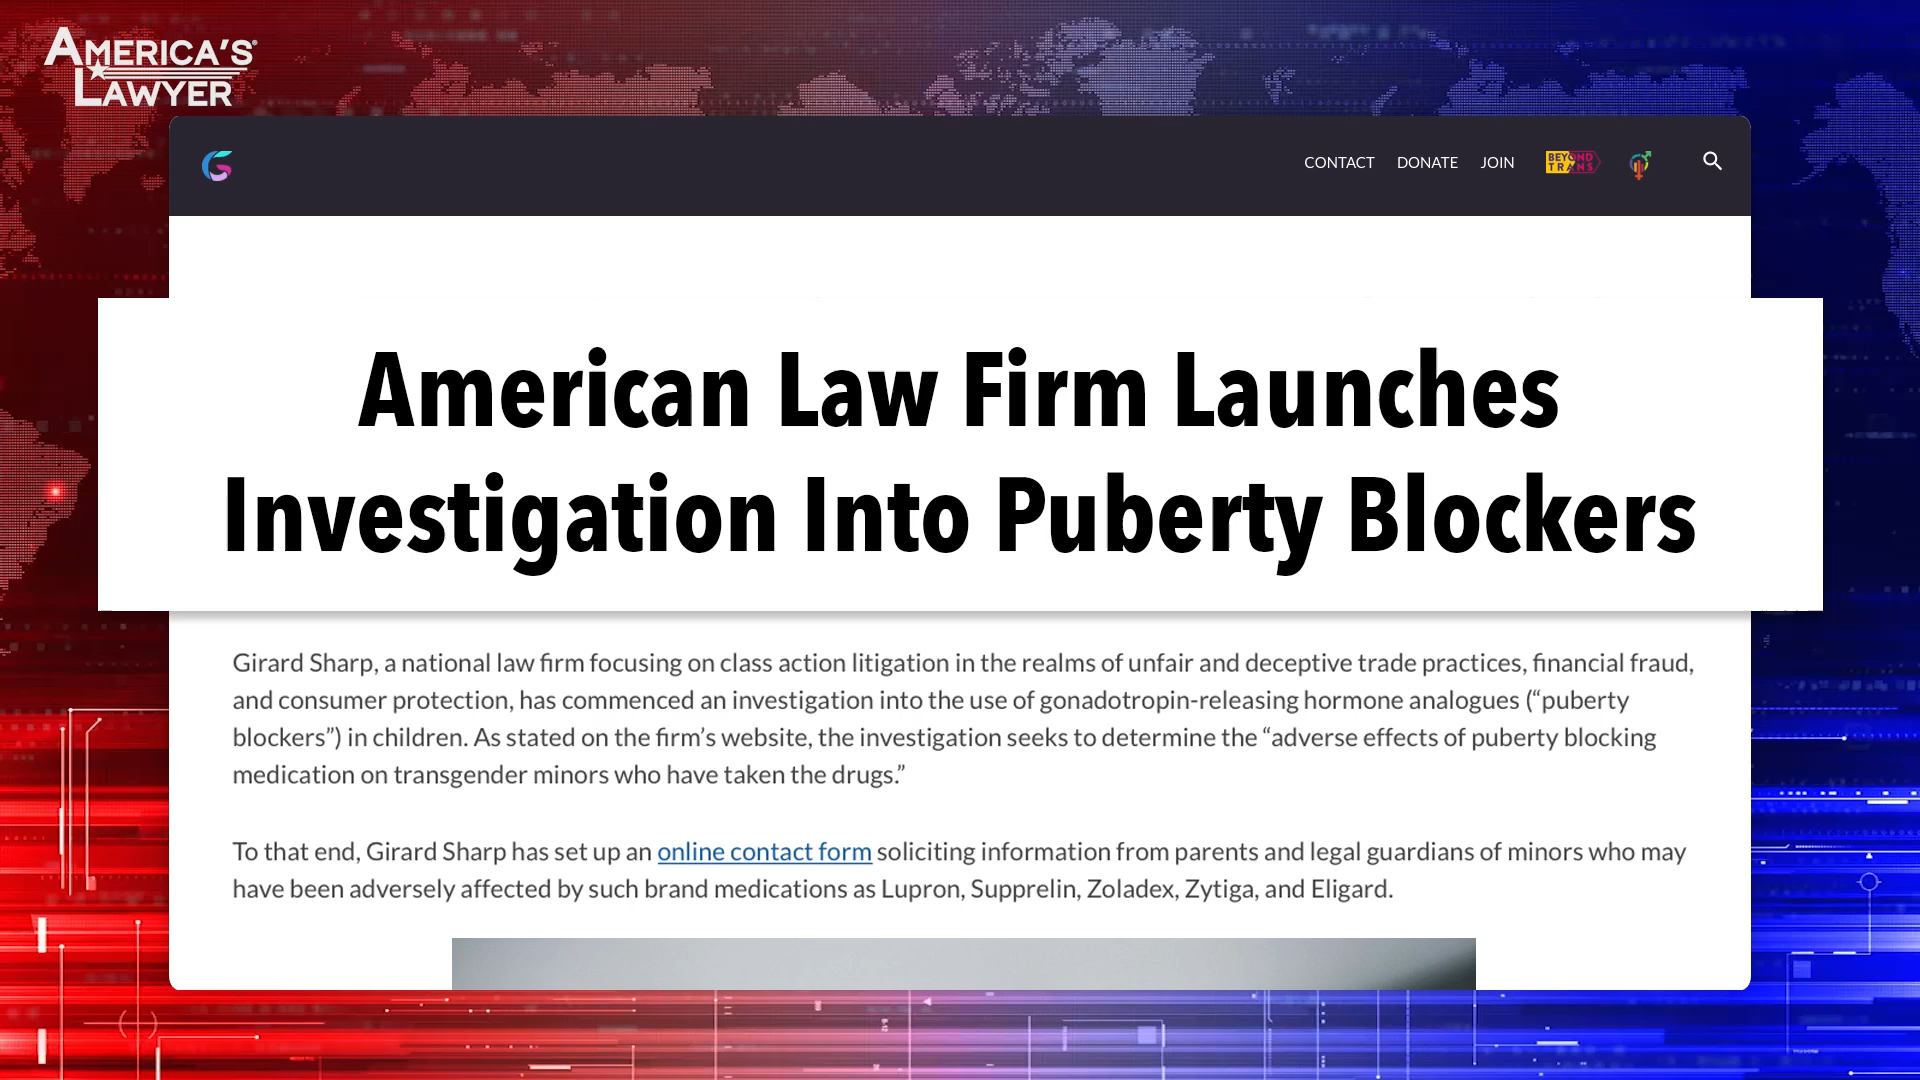 AMERICA'S®
LAWYER
CONTACT DONATE JOIN BEYOND
TRANS
American Law Firm Launches
Investigation Into Puberty Blockers
Girard Sharp, a national law firm focusing on class action litigation in the realms of unfair and deceptive trade practices, financial fraud,
and consumer protection, has commenced an investigation into the use of gonadotropin-releasing hormone analogues (“puberty
blockers”) in children. As stated on the firm’s website, the investigation seeks to determine the “adverse effects of puberty blocking
medication on transgender minors who have taken the drugs.”
To that end, Girard Sharp has set up an online contact form soliciting information from parents and legal guardians of minors who may
have been adversely affected by such brand medications as Lupron, Supprelin, Zoladex, Zytiga, and Eligard.